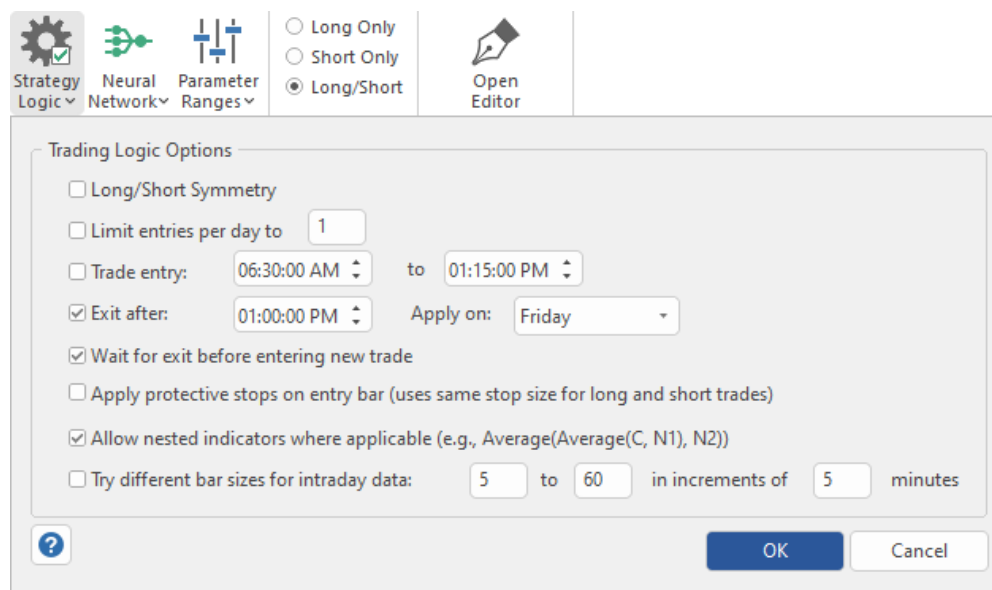 Strategy Logic
Neural Network
Parameter Ranges
Long Only
Short Only
Long/Short
Open Editor
Trading Logic Options
Long/Short Symmetry
Limit entries per day to 1
Trade entry: 06:30:00 AM to 01:15:00 PM
Exit after: 01:00:00 PM Apply on: Friday
Wait for exit before entering new trade
Apply protective stops on entry bar (uses same stop size for long and short trades)
Allow nested indicators where applicable (e.g., Average(Average(C, N1), N2))
Try different bar sizes for intraday data: 5 to 60 in increments of 5 minutes
? OK Cancel